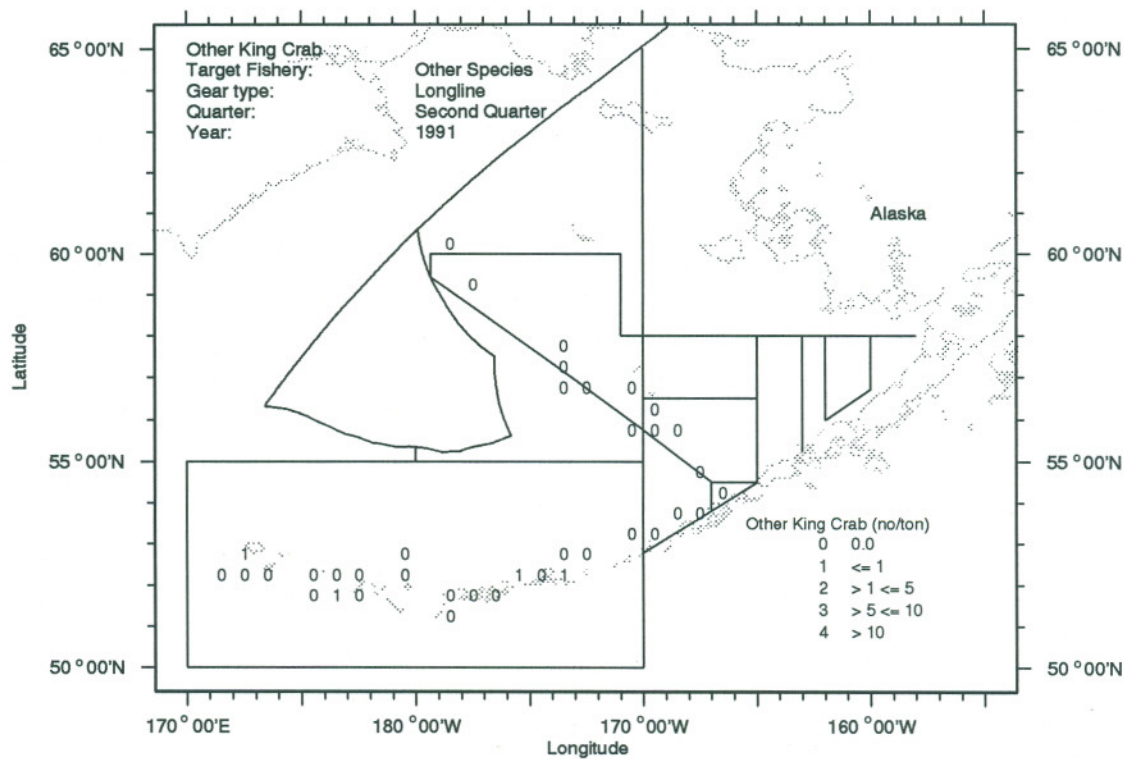 65°00'N 65°00'N
Other King Crab
Target Fishery: Other Species
Gear type: Longline
Quarter: Second Quarter
Year: 1991
Alaska
0
60°00'N 60°00'N
0
0
0
0 0 0
0
0 0 0
55°00'N 55°00'N
0
0
0 0
Other King Crab (no/ton)
0 0
0 0.0
1 0 0 0
1 <= 1
0 0 0 0 0 0 0 1 0 1
2 > 1 <= 5
0 1 0 0 0 0
3 > 5 <= 10
0
4 > 10
50°00'N 50°00'N
170°00'E 180°00'W 170°00'W 160°00'W
Longitude
Latitude